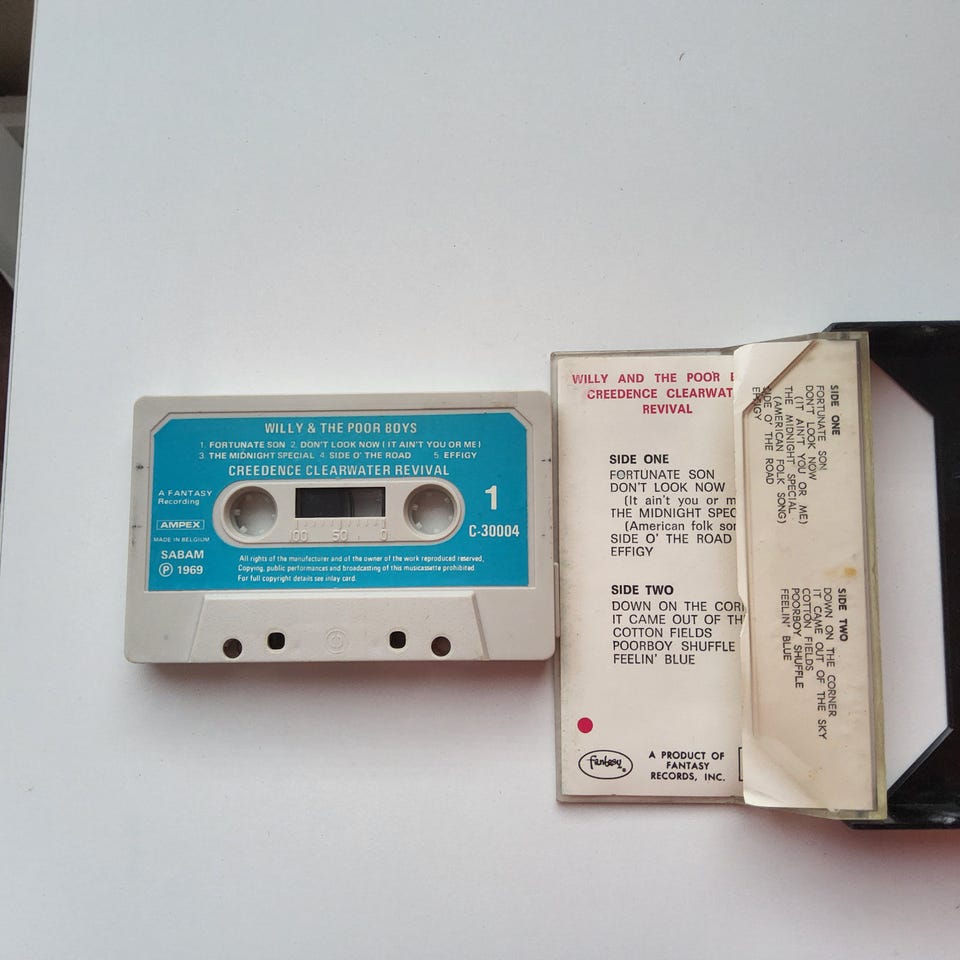 WILLY & THE POOR BOYS
1. FORTUNATE SON 2. DON'T LOOK NOW ( IT AIN'T YOU OR ME )
3. THE MIDNIGHT SPECIAL 4. SIDE O' THE ROAD 5. EFFIGY
CREEDENCE CLEARWATER REVIVAL
A FANTASY
Recording
AMPEX
MADE IN BELGIUM
SABAM
Ⓟ 1969
100 50 0
1
C-30004
All rights of the manufacturer and of the owner of the work reproduced reserved,
Copying, public performances and broadcasting of this musicassette prohibited
For full copyright details see inlay card.
WILLY AND THE POOR B
CREEDENCE CLEARWAT
REVIVAL
SIDE ONE
FORTUNATE SON
DON'T LOOK NOW
(It ain't you or m
THE MIDNIGHT SPEC
(American folk son
SIDE O' THE ROAD
EFFIGY
SIDE TWO
DOWN ON THE CORN
IT CAME OUT OF TH
COTTON FIELDS
POORBOY SHUFFLE
FEELIN' BLUE
Fantasy
A PRODUCT OF
FANTASY
RECORDS, INC.
SIDE ONE
FORTUNATE SON
DON'T LOOK NOW
(IT AIN'T YOU OR ME)
THE MIDNIGHT SPECIAL
(AMERICAN FOLK SONG)
SIDE O' THE ROAD
EFFIGY
SIDE TWO
DOWN ON THE CORNER
IT CAME OUT OF THE SKY
COTTON FIELDS
POORBOY SHUFFLE
FEELIN' BLUE